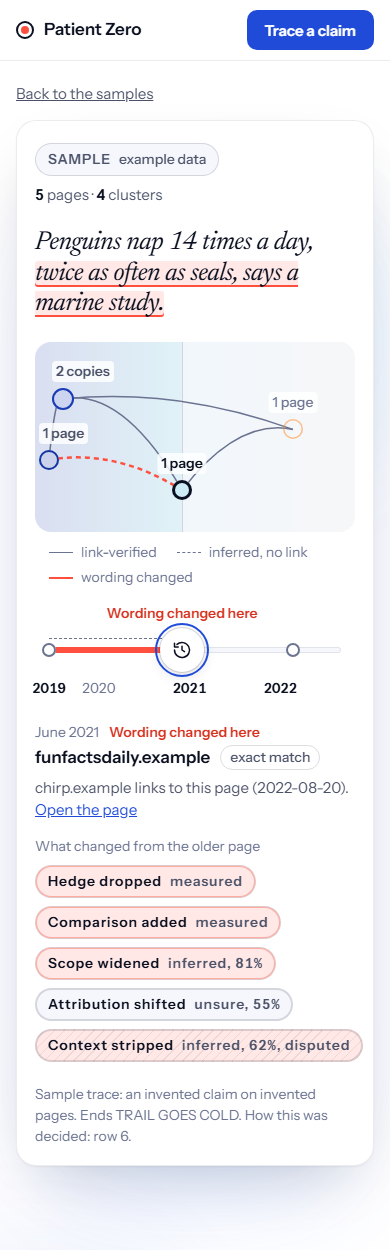 Patient Zero
Trace a claim
Back to the samples
SAMPLE example data
5 pages · 4 clusters
Penguins nap 14 times a day,
twice as often as seals, says a
marine study.
2 copies
1 page
1 page
1 page
link-verified
inferred, no link
wording changed
Wording changed here
2019 2020 2021 2022
June 2021 Wording changed here
funfactsdaily.example exact match
chirp.example links to this page (2022-08-20).
Open the page
What changed from the older page
Hedge dropped measured
Comparison added measured
Scope widened inferred, 81%
Attribution shifted unsure, 55%
Context stripped inferred, 62%, disputed
Sample trace: an invented claim on invented
pages. Ends TRAIL GOES COLD. How this was
decided: row 6.